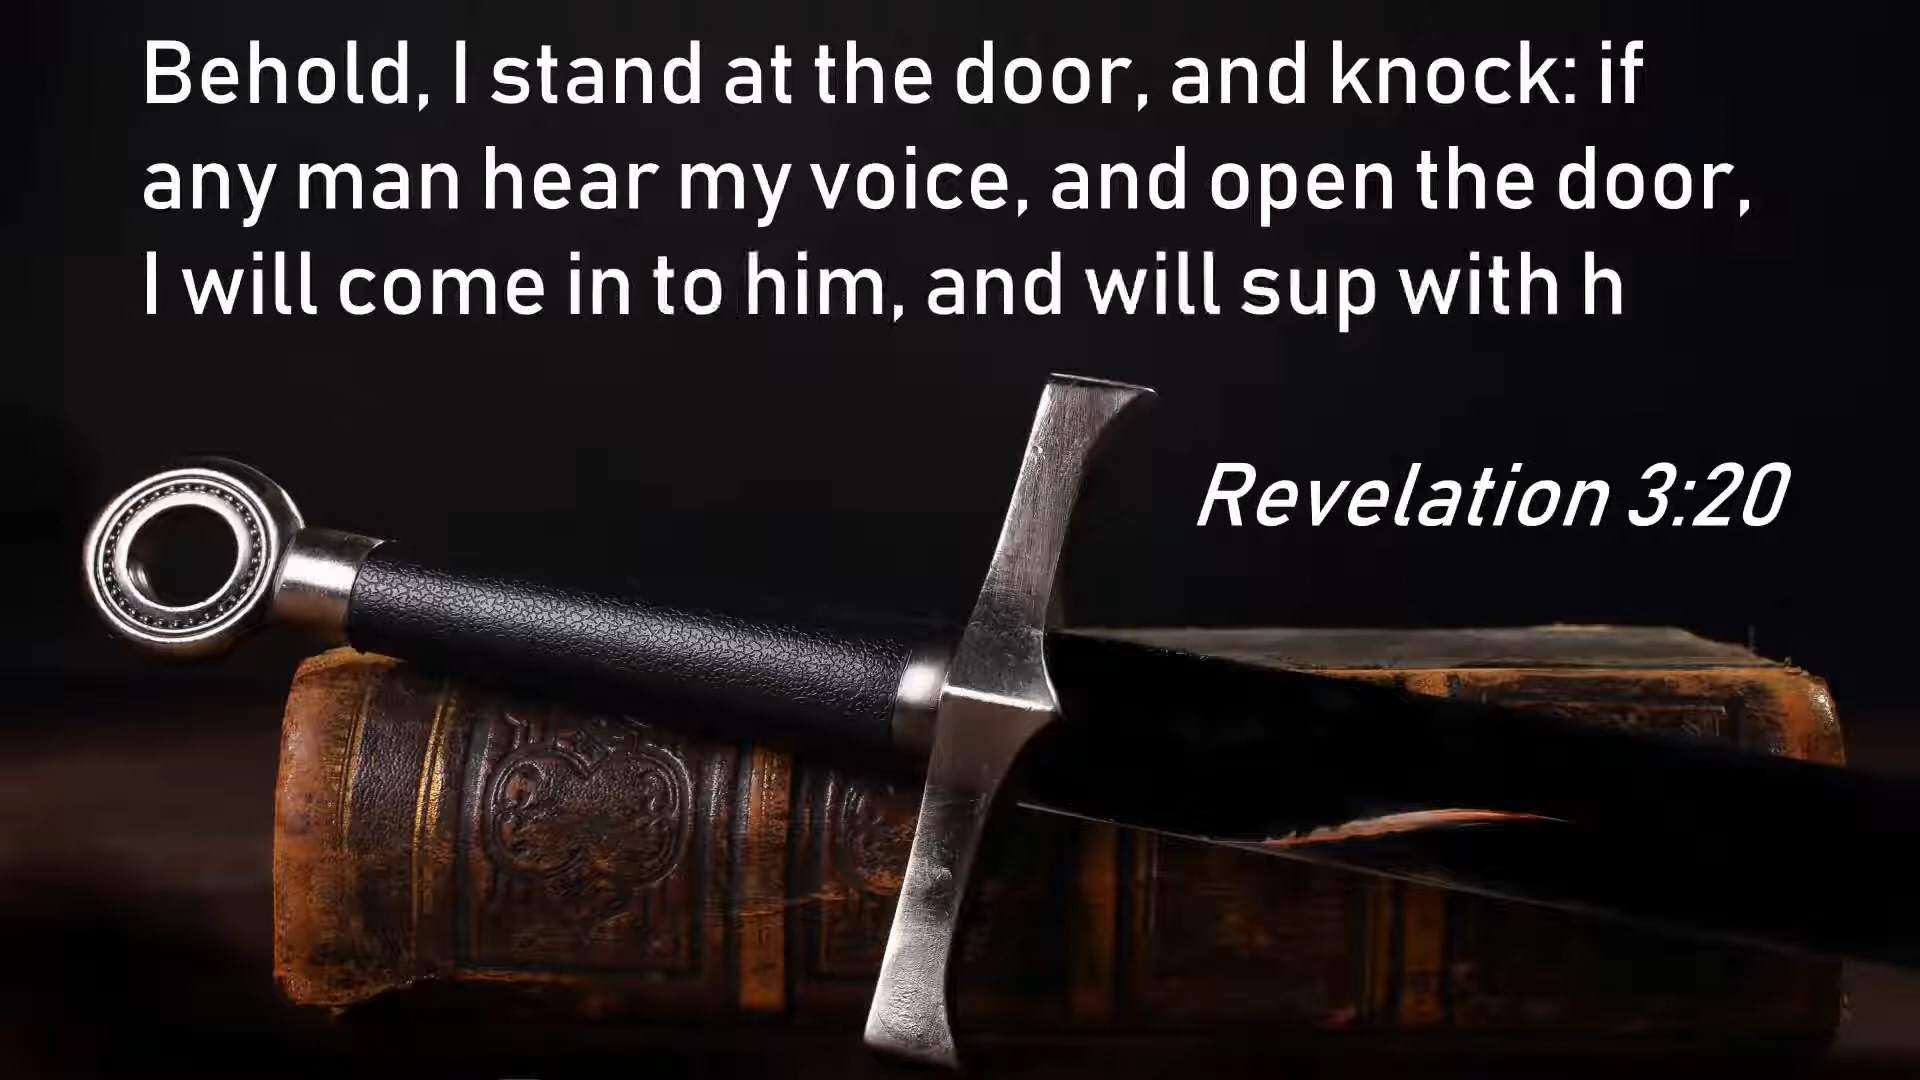 Behold, I stand at the door, and knock: if
any man hear my voice, and open the door,
I will come in to him, and will sup with h
Revelation 3:20